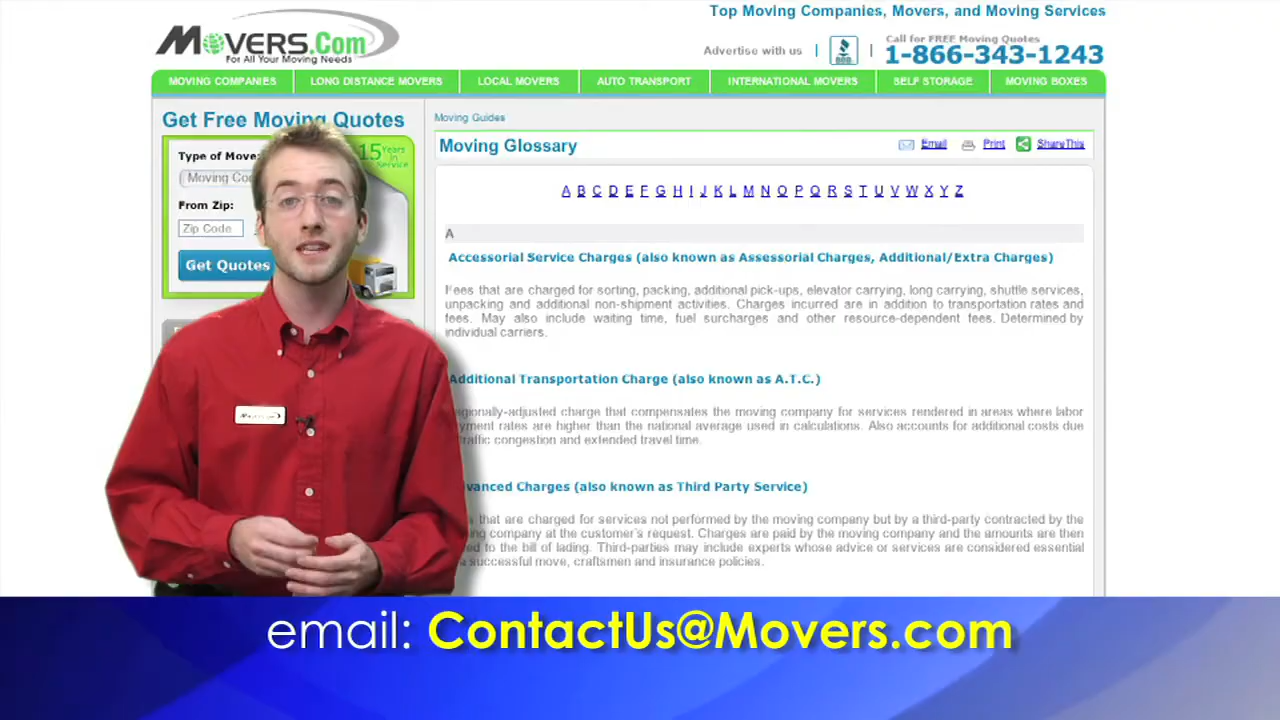 Top Moving Companies, Movers, and Moving Services
MOVERS.Com
For All Your Moving Needs
Advertise with us
BBB
Call for FREE Moving Quotes
1-866-343-1243
MOVING COMPANIES
LONG DISTANCE MOVERS
LOCAL MOVERS
AUTO TRANSPORT
INTERNATIONAL MOVERS
SELF STORAGE
MOVING BOXES
Get Free Moving Quotes
15 Years
in
Service
Type of Move:
Moving
From Zip:
Zip Code
Get Quotes
Moving Guides
Moving Glossary
Email
Print
ShareThis
A B C D E F G H I J K L M N O P Q R S T U V W X Y Z
A
Accessorial Service Charges (also known as Assessorial Charges, Additional/Extra Charges)
Fees that are charged for sorting, packing, additional pick-ups, elevator carrying, long carrying, shuttle services,
unpacking and additional non-shipment activities. Charges incurred are in addition to transportation rates and
fees. May also include waiting time, fuel surcharges and other resource-dependent fees. Determined by
individual carriers.
Additional Transportation Charge (also known as A.T.C.)
charge that compensates the moving company for services rendered in areas where labor
rates are higher than the national average used in calculations. Also accounts for additional costs due
traffic congestion and extended travel time.
Charges (also known as Third Party Service)
that are charged for services not performed by the moving company but by a third-party contracted by the
company at the customer's request. Charges are paid by the moving company and the amounts are then
to the bill of lading. Third-parties may include experts whose advice or services are considered essential
successful move, craftsmen and insurance policies.
email: ContactUs@Movers.com